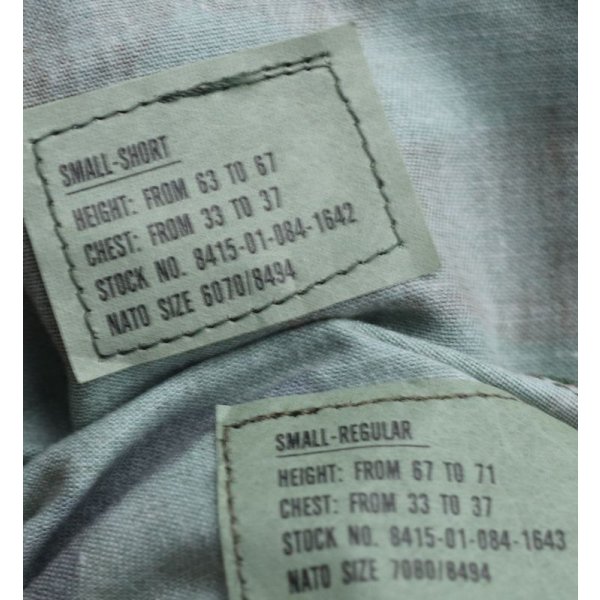 SMALL-SHORT
HEIGHT: FROM 63 TO 67
CHEST: FROM 33 TO 37
STOCK NO. 8415-01-084-1642
NATO SIZE 6070/8494
SMALL-REGULAR
HEIGHT: FROM 67 TO 71
CHEST: FROM 33 TO 37
STOCK NO. 8415-01-084-1643
NATO SIZE 7080/8494